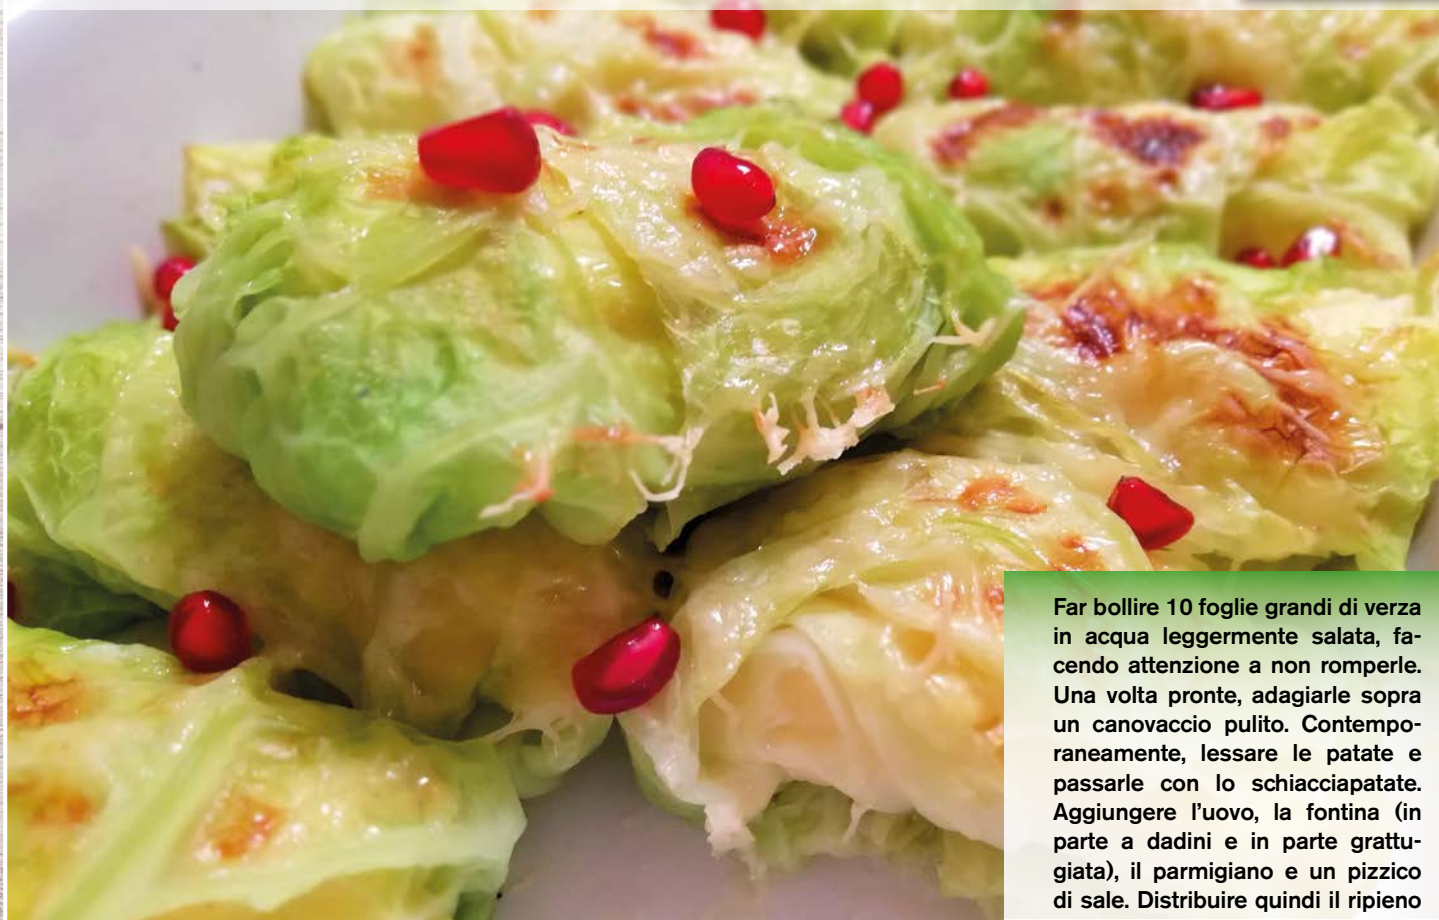 Far bollire 10 foglie grandi di verza
in acqua leggermente salata, fa-
cendo attenzione a non romperle.
Una volta pronte, adagiarle sopra
un canovaccio pulito. Contempo-
raneamente, lessare le patate e
passarle con lo schiacciapatate.
Aggiungere l’uovo, la fontina (in
parte a dadini e in parte grattu-
giata), il parmigiano e un pizzico
di sale. Distribuire quindi il ripieno